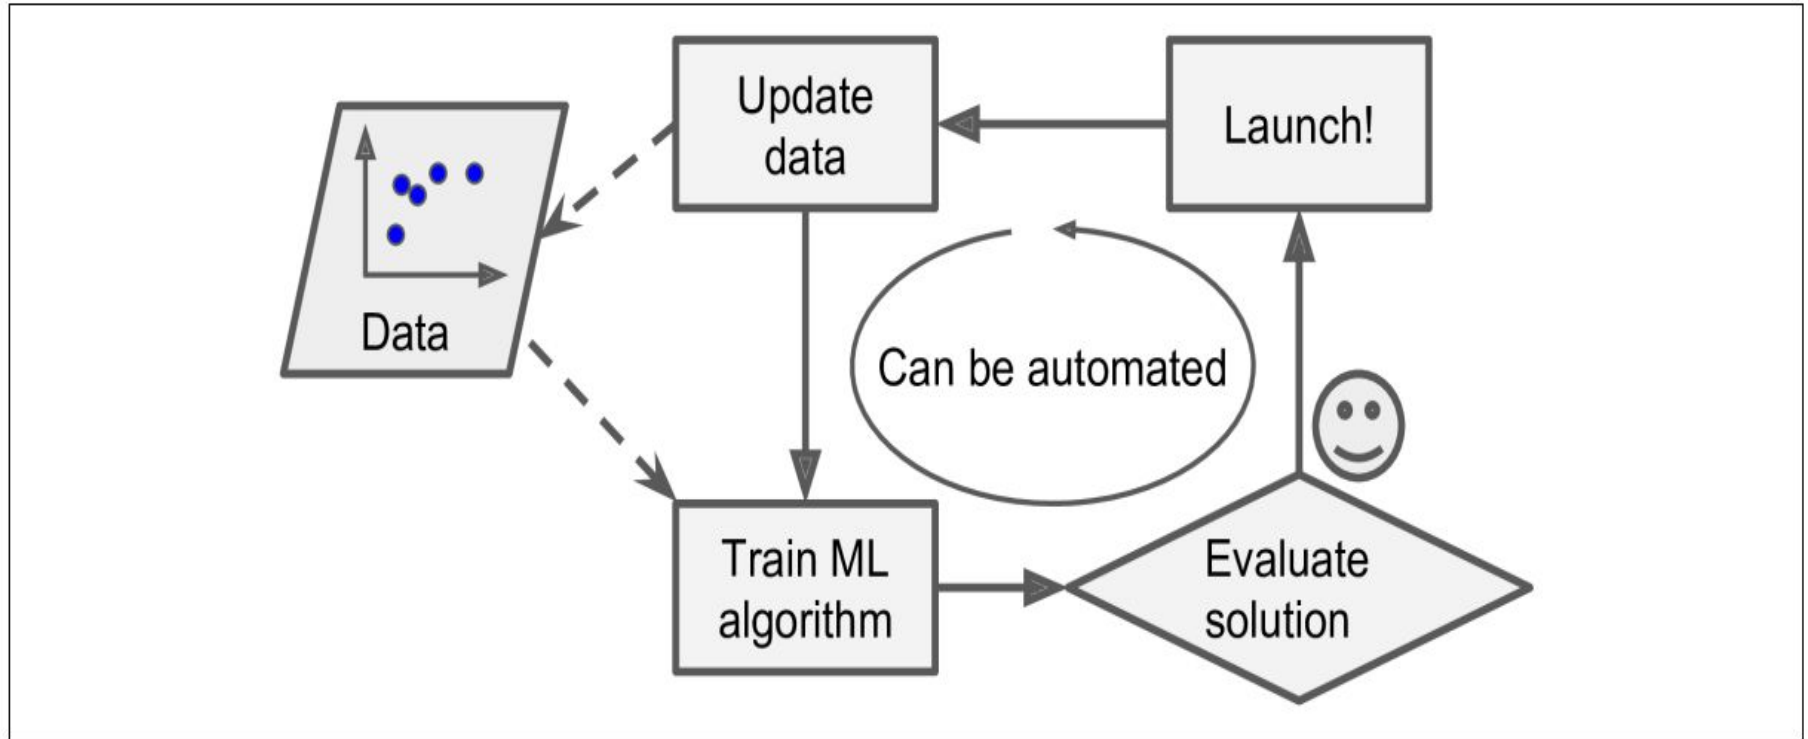 Update
data
Launch!
Data
Can be automated
Train ML
algorithm
Evaluate
solution